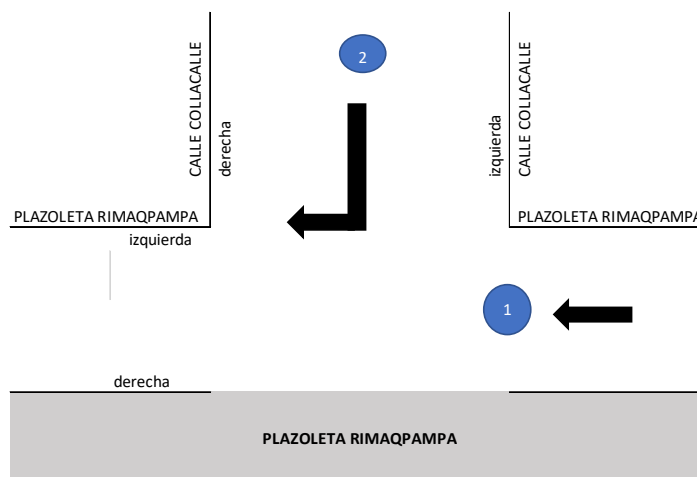 2
CALLE COLLACALLE
derecha
izquierda
CALLE COLLACALLE
PLAZOLETA RIMAQPAMPA
PLAZOLETA RIMAQPAMPA
izquierda
1
derecha
PLAZOLETA RIMAQPAMPA